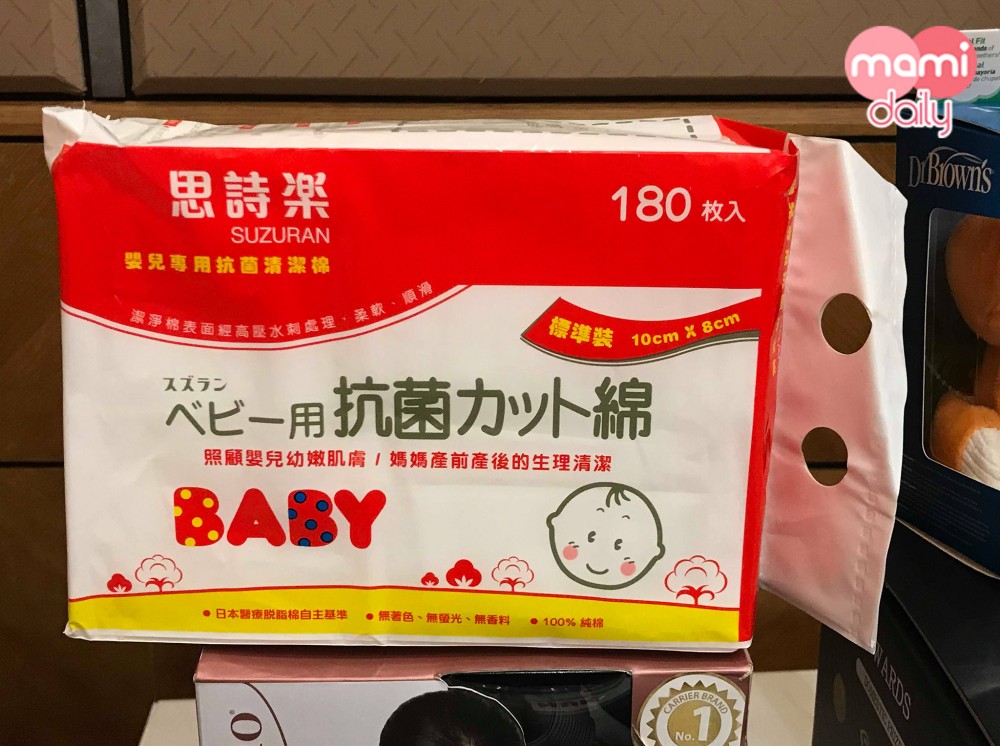 mami
daily
思詩楽
SUZURAN
嬰兒專用抗菌清潔棉
180 枚入
潔淨棉表面經高壓水刺處理、柔軟、順滑
標準裝 10cm X 8cm
スズラン
ベビー用抗菌カット綿
照顧嬰兒幼嫩肌膚 / 媽媽產前產後的生理清潔
BABY
• 日本醫療脱脂棉自主基準 • 無著色、無螢光、無香料 • 100% 純棉
Dr Brown's
CARRIER BRAND
No.1